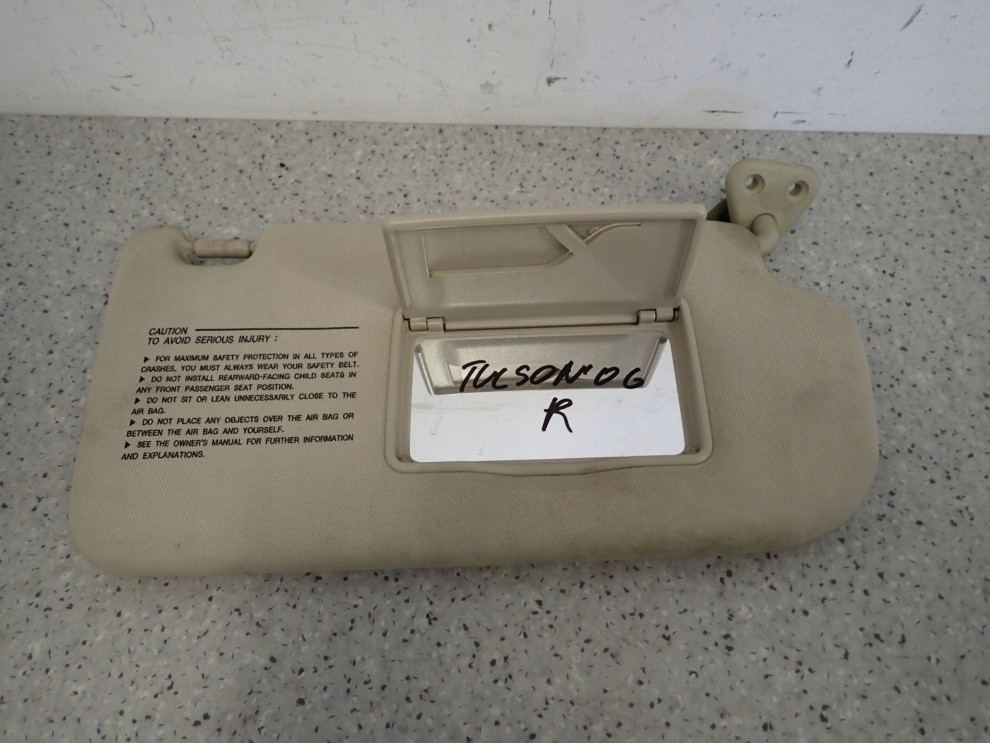 CAUTION
TO AVOID SERIOUS INJURY :
▶ FOR MAXIMUM SAFETY PROTECTION IN ALL TYPES OF
CRASHES, YOU MUST ALWAYS WEAR YOUR SAFETY BELT.
▶ DO NOT INSTALL REARWARD-FACING CHILD SEATS IN
ANY FRONT PASSENGER SEAT POSITION.
▶ DO NOT SIT OR LEAN UNNECESSARILY CLOSE TO THE
AIR BAG.
▶ DO NOT PLACE ANY OBJECTS OVER THE AIR BAG OR
BETWEEN THE AIR BAG AND YOURSELF.
▶ SEE THE OWNER'S MANUAL FOR FURTHER INFORMATION
AND EXPLANATIONS.
TUCSON'06
R